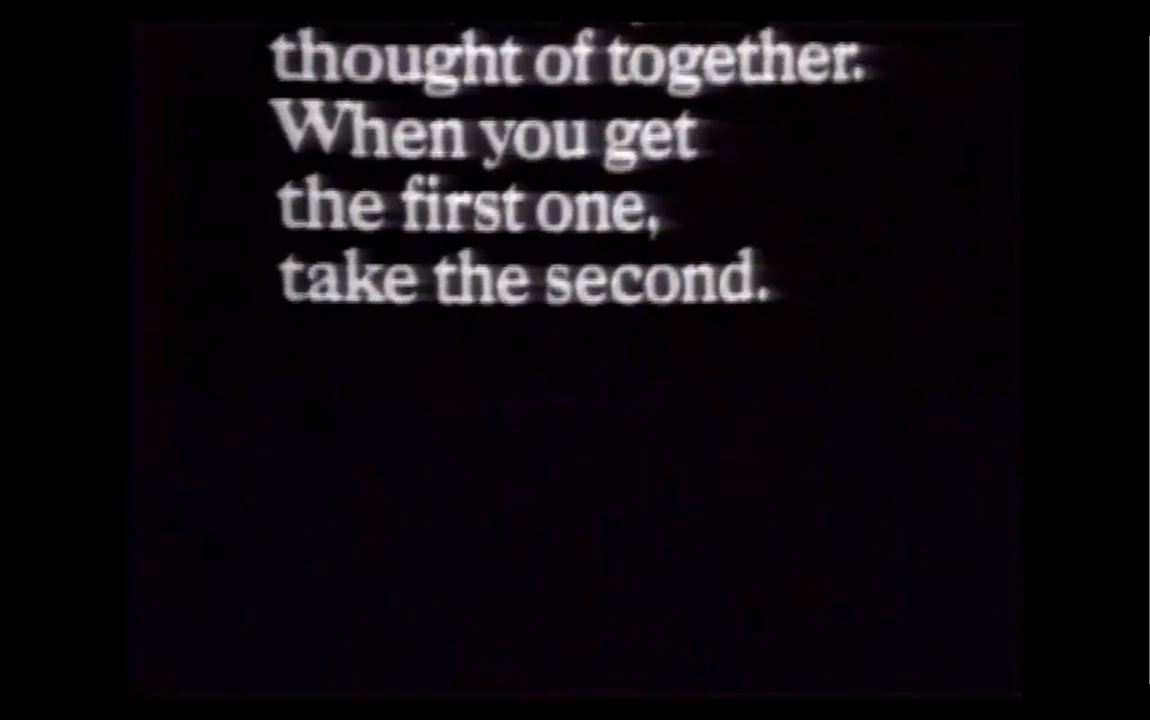 thought of together.
When you get
the first one,
take the second.